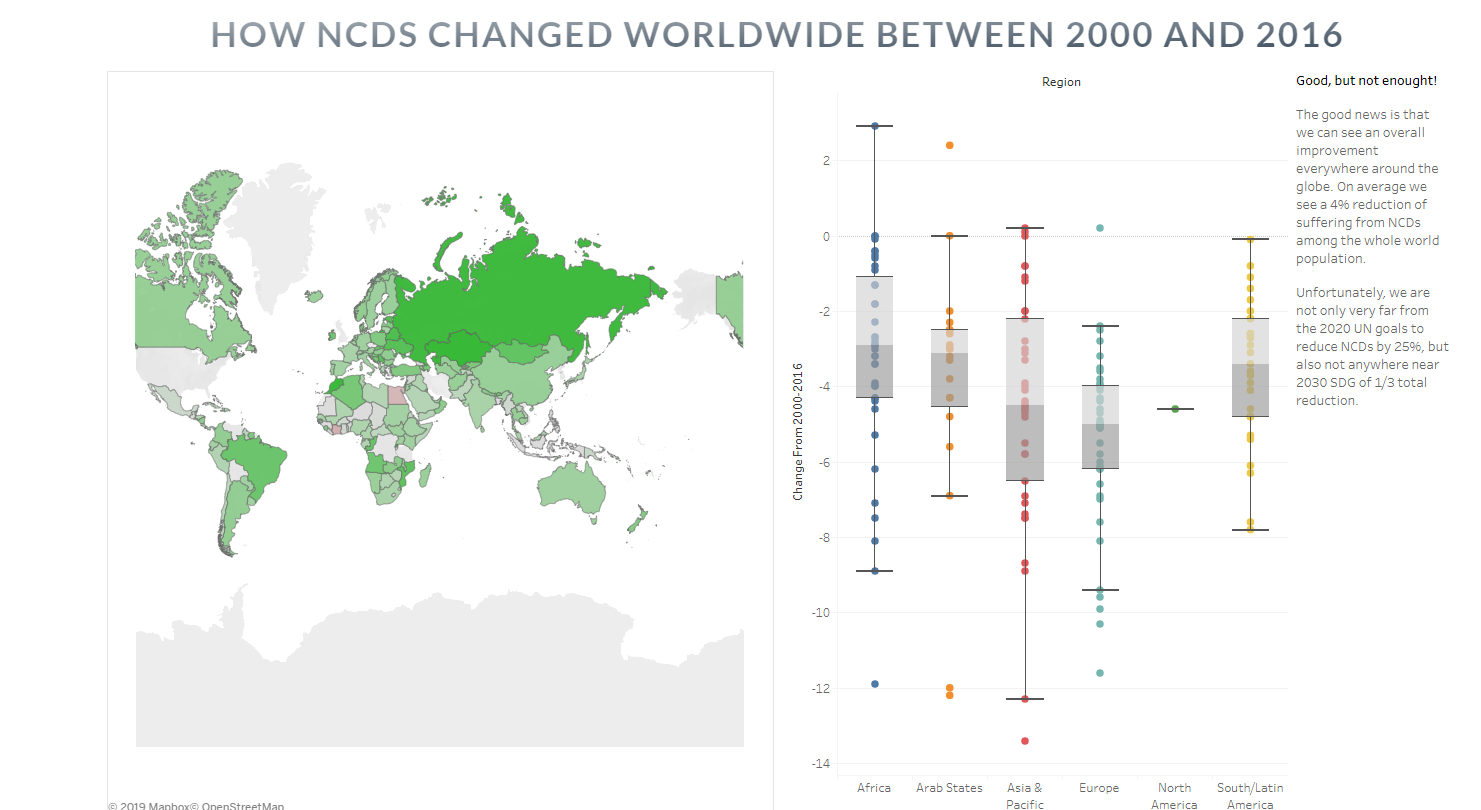 HOW NCDS CHANGED WORLDWIDE BETWEEN 2000 AND 2016
Region
Change From 2000-2016
2
0
-2
-4
-6
-8
-10
-12
-14
Africa
Arab States
Asia &
Pacific
Europe
North
America
South/Latin
America
Good, but not enought!
The good news is that
we can see an overall
improvement
everywhere around the
globe. On average we
see a 4% reduction of
suffering from NCDs
among the whole world
population.
Unfortunately, we are
not only very far from
the 2020 UN goals to
reduce NCDs by 25%, but
also not anywhere near
2030 SDG of 1/3 total
reduction.
© 2019 Mapbox© OpenStreetMap